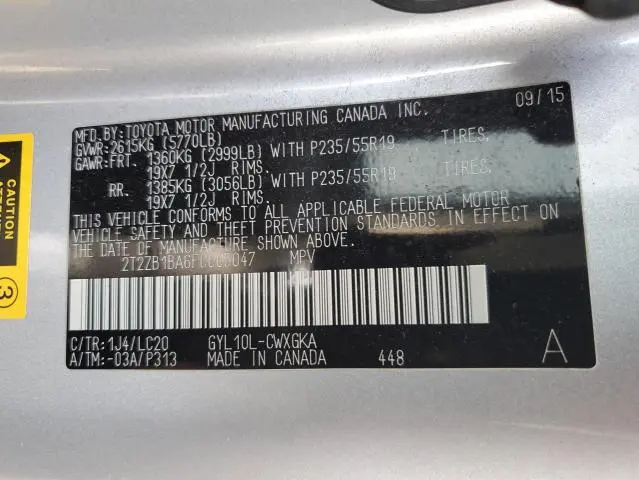 MFD.BY:TOYOTA MOTOR MANUFACTURING CANADA INC. 09/15
GVWR:2615KG (5770LB)
GAWR:FRT. 1360KG (2999LB) WITH P235/55R19 TIRES,
19X7 1/2J RIMS.
RR. 1385KG (3056LB) WITH P235/55R19 TIRES,
19X7 1/2J RIMS.
THIS VEHICLE CONFORMS TO ALL APPLICABLE FEDERAL MOTOR
VEHICLE SAFETY AND THEFT PREVENTION STANDARDS IN EFFECT ON
THE DATE OF MANUFACTURE SHOWN ABOVE.
MPV
C/TR:1J4/LC20 GYL10L-CWXGKA
A/TM:-03A/P313 MADE IN CANADA 448 A
3